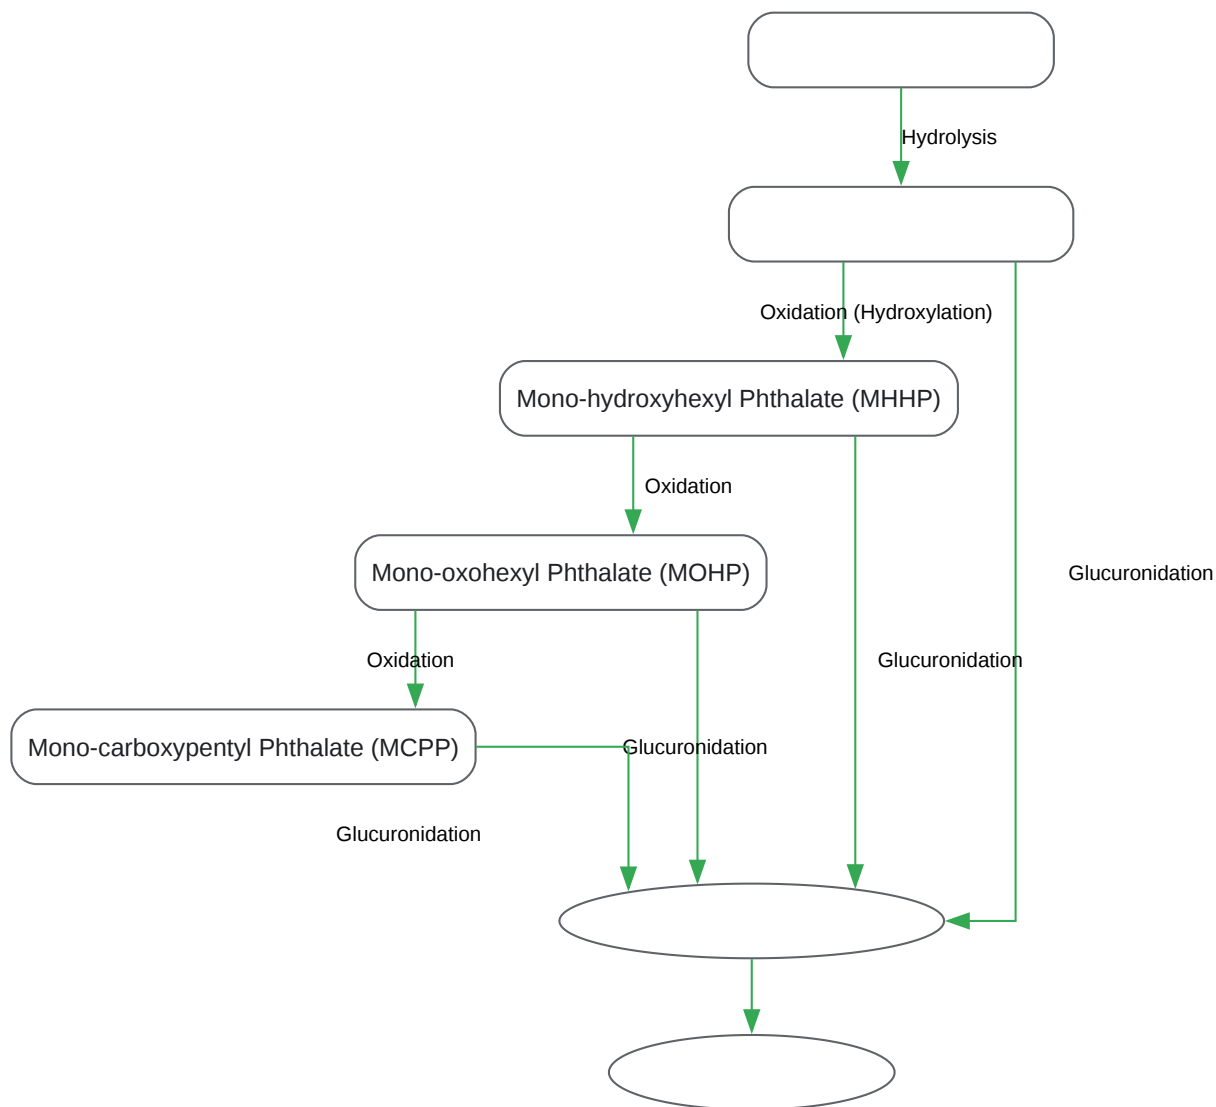 Hydrolysis
Oxidation (Hydroxylation)
Mono-hydroxyhexyl Phthalate (MHHP)
Oxidation
Mono-oxohexyl Phthalate (MOHP)
Glucuronidation
Oxidation
Glucuronidation
Mono-carboxypentyl Phthalate (MCPP)
Glucuronidation
Glucuronidation